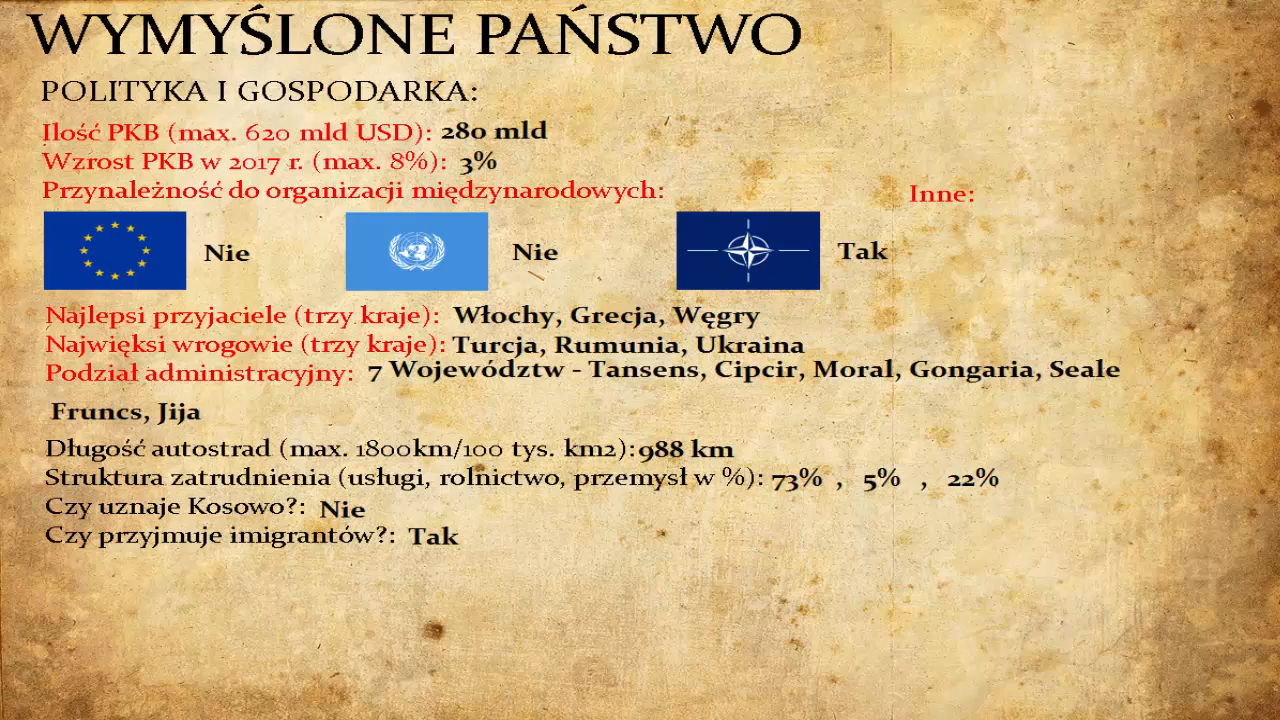 WYMYŚLONE PAŃSTWO
POLITYKA I GOSPODARKA:
Ilość PKB (max. 620 mld USD): 280 mld
Wzrost PKB w 2017 r. (max. 8%): 3%
Przynależność do organizacji międzynarodowych: Inne:
Nie Nie Tak
Najlepsi przyjaciele (trzy kraje): Włochy, Grecja, Węgry
Najwięksi wrogowie (trzy kraje): Turcja, Rumunia, Ukraina
Podział administracyjny: 7 Województw - Tansens, Cipcir, Moral, Gongaria, Seale
Fruncs, Jija
Długość autostrad (max. 1800km/100 tys. km2): 988 km
Struktura zatrudnienia (usługi, rolnictwo, przemysł w %): 73% , 5% , 22%
Czy uznaje Kosowo?: Nie
Czy przyjmuje imigrantów?: Tak